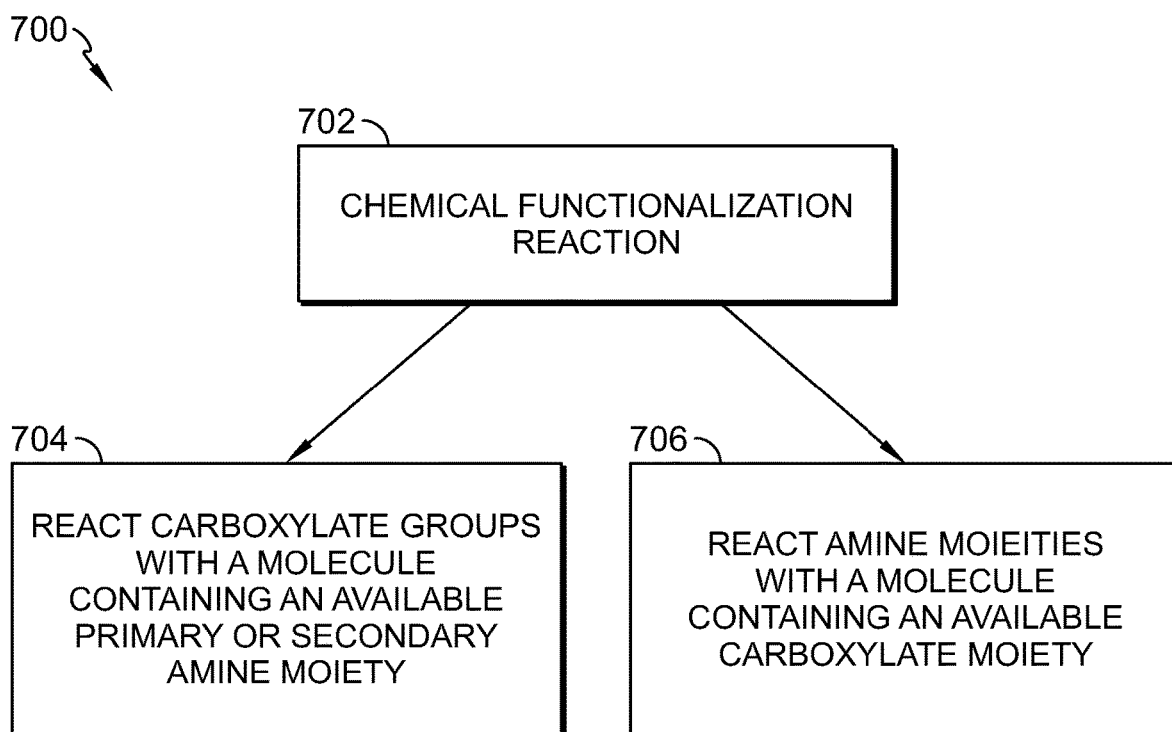 700
702
CHEMICAL FUNCTIONALIZATION
REACTION
704
REACT CARBOXYLATE GROUPS
WITH A MOLECULE
CONTAINING AN AVAILABLE
PRIMARY OR SECONDARY
AMINE MOIETY
706
REACT AMINE MOIEITIES
WITH A MOLECULE
CONTAINING AN AVAILABLE
CARBOXYLATE MOIETY